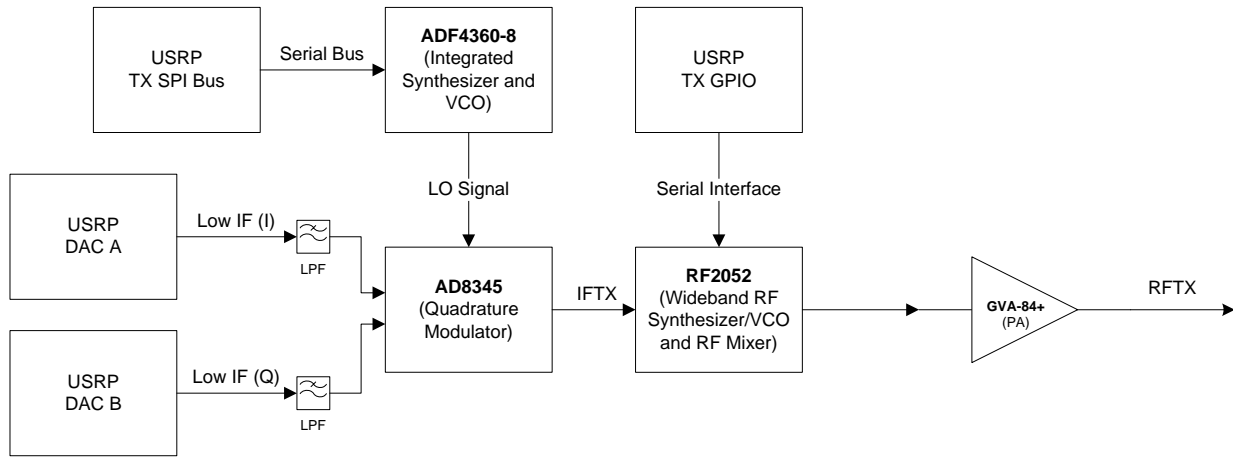 USRP
TX SPI Bus
Serial Bus
ADF4360-8
(Integrated
Synthesizer and
VCO)
USRP
TX GPIO
LO Signal
Serial Interface
USRP
DAC A
Low IF (I)
LPF
AD8345
(Quadrature
Modulator)
IFTX
RF2052
(Wideband RF
Synthesizer/VCO
and RF Mixer)
GVA-84+
(PA)
RFTX
USRP
DAC B
Low IF (Q)
LPF